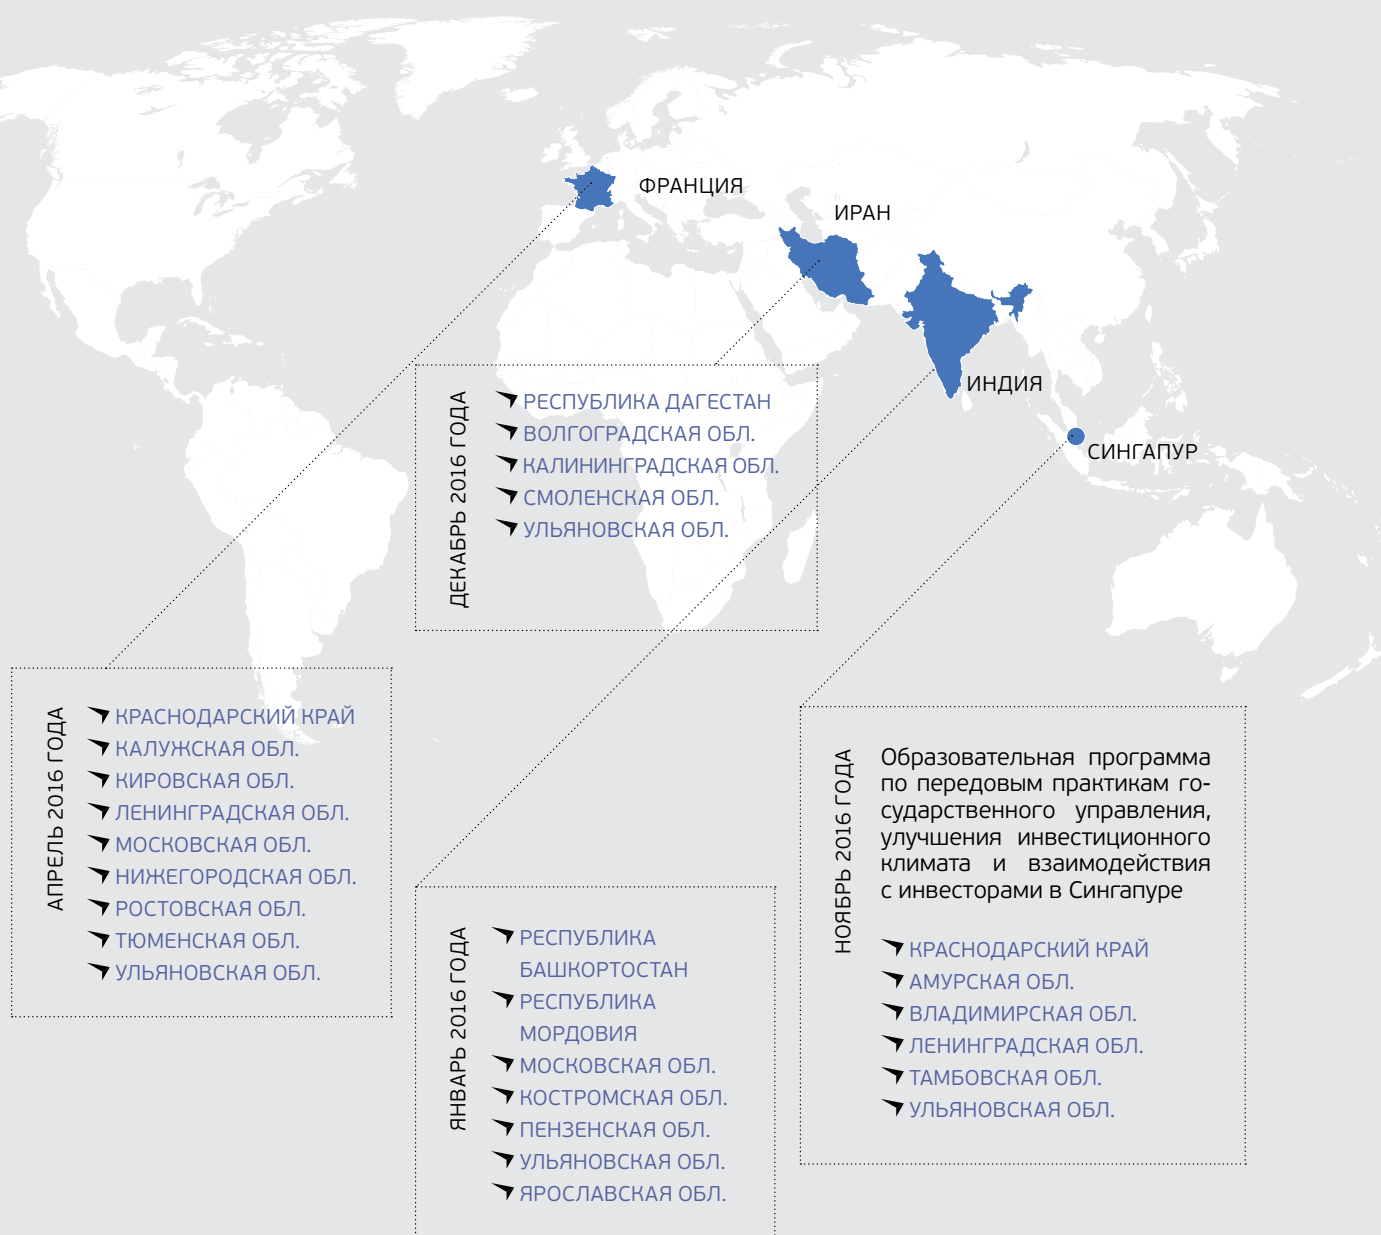 ФРАНЦИЯ
ИРАН
ИНДИЯ
СИНГАПУР
ДЕКАБРЬ 2016 ГОДА
РЕСПУБЛИКА ДАГЕСТАН
ВОЛГОГРАДСКАЯ ОБЛ.
КАЛИНИНГРАДСКАЯ ОБЛ.
СМОЛЕНСКАЯ ОБЛ.
УЛЬЯНОВСКАЯ ОБЛ.
АПРЕЛЬ 2016 ГОДА
КРАСНОДАРСКИЙ КРАЙ
КАЛУЖСКАЯ ОБЛ.
КИРОВСКАЯ ОБЛ.
ЛЕНИНГРАДСКАЯ ОБЛ.
МОСКОВСКАЯ ОБЛ.
НИЖЕГОРОДСКАЯ ОБЛ.
РОСТОВСКАЯ ОБЛ.
ТЮМЕНСКАЯ ОБЛ.
УЛЬЯНОВСКАЯ ОБЛ.
ЯНВАРЬ 2016 ГОДА
РЕСПУБЛИКА
БАШКОРТОСТАН
РЕСПУБЛИКА
МОРДОВИЯ
МОСКОВСКАЯ ОБЛ.
КОСТРОМСКАЯ ОБЛ.
ПЕНЗЕНСКАЯ ОБЛ.
УЛЬЯНОВСКАЯ ОБЛ.
ЯРОСЛАВСКАЯ ОБЛ.
НОЯБРЬ 2016 ГОДА
Образовательная программа
по передовым практикам го-
сударственного управления,
улучшения инвестиционного
климата и взаимодействия
с инвесторами в Сингапуре
КРАСНОДАРСКИЙ КРАЙ
АМУРСКАЯ ОБЛ.
ВЛАДИМИРСКАЯ ОБЛ.
ЛЕНИНГРАДСКАЯ ОБЛ.
ТАМБОВСКАЯ ОБЛ.
УЛЬЯНОВСКАЯ ОБЛ.